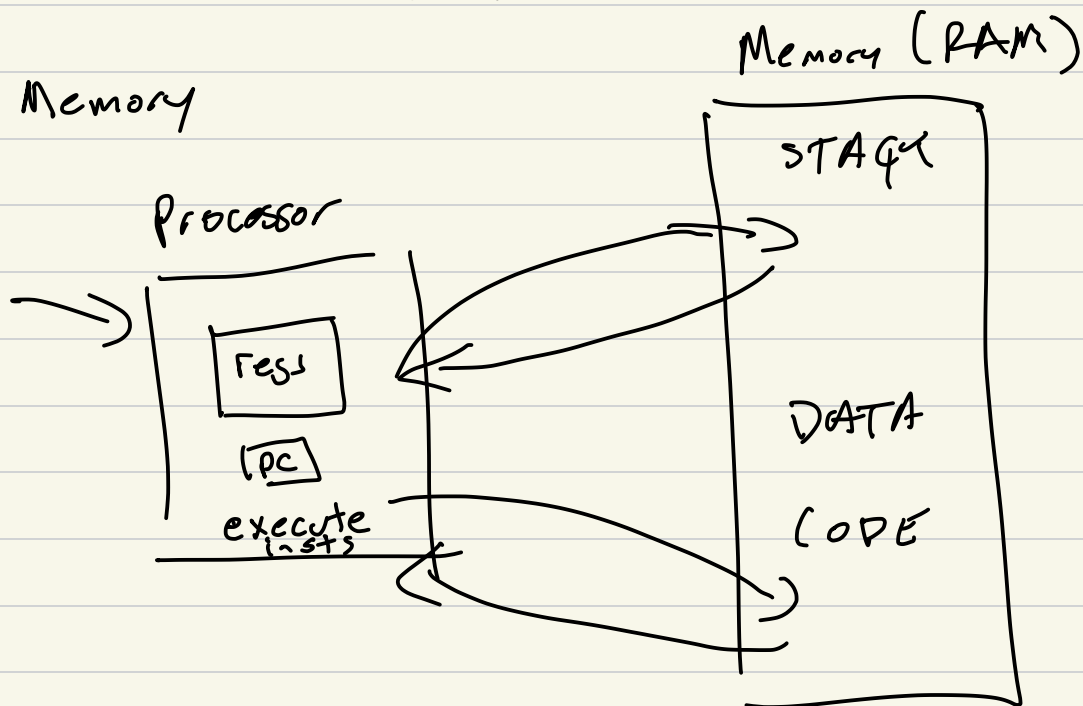 Memory (RAM)
Memory
STACK
Processor
regs
DATA
PC
CODE
execute
insts